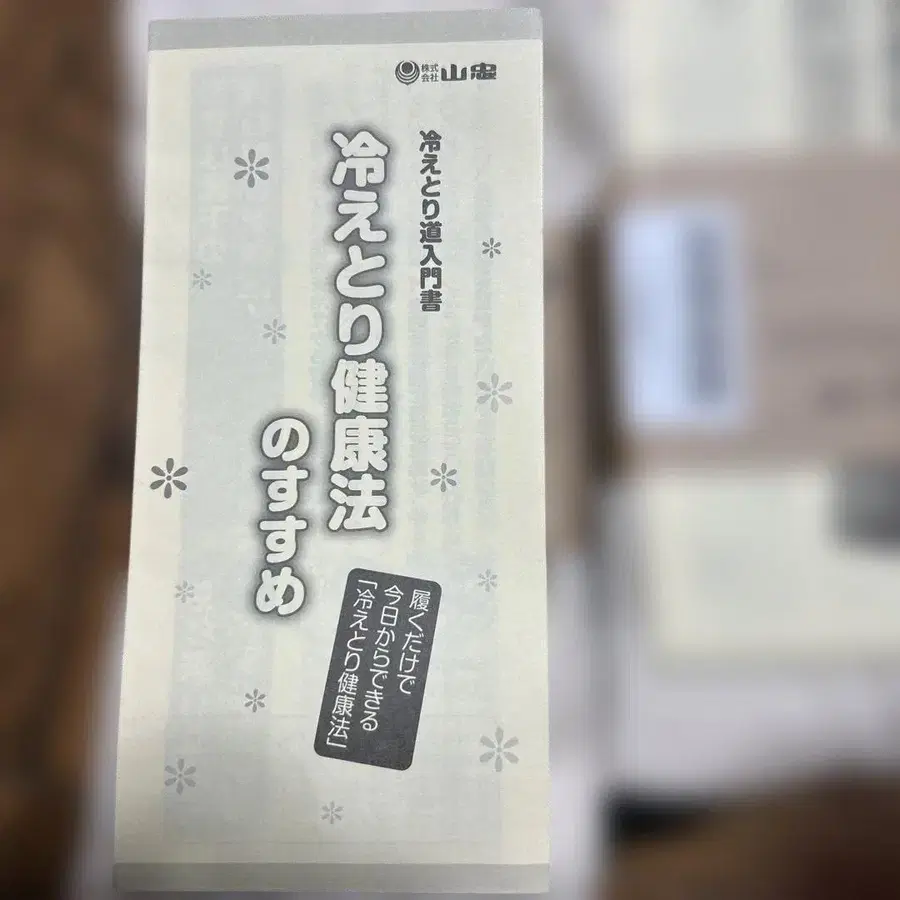 株式会社山忠
冷えとり道入門書
冷えとり健康法
のすすめ
履くだけで
今日からできる
「冷えとり健康法」